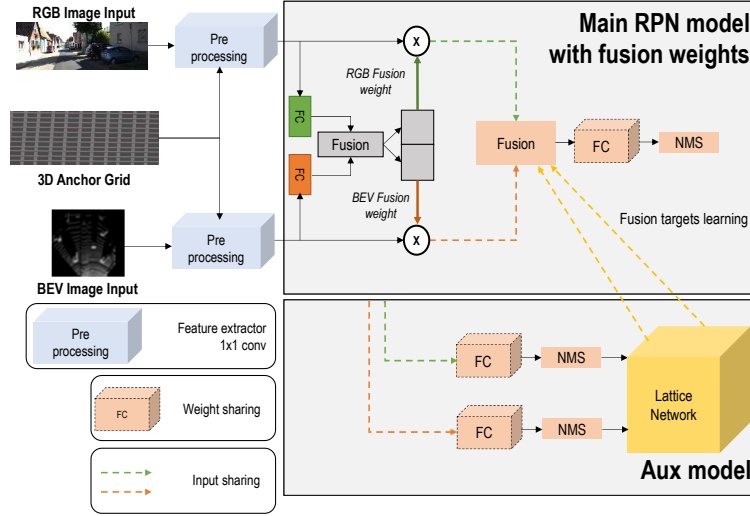 RGB Image Input
Pre
processing
3D Anchor Grid
Pre
processing
BEV Image Input
Main RPN model
with fusion weights
X
RGB Fusion
weight
FC
Fusion
FC
BEV Fusion
weight
X
Fusion
FC
NMS
Fusion targets learning
Pre
processing
Feature extractor
1x1 conv
FC
Weight sharing
Input sharing
FC
NMS
FC
NMS
Lattice
Network
Aux model